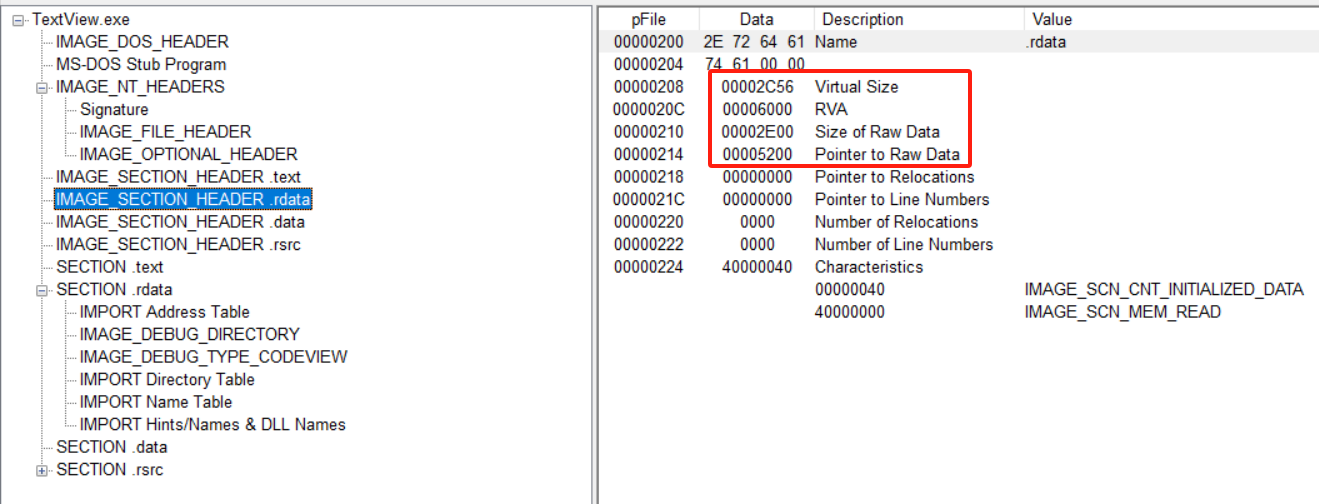 TextView.exe
IMAGE_DOS_HEADER
MS-DOS Stub Program
IMAGE_NT_HEADERS
Signature
IMAGE_FILE_HEADER
IMAGE_OPTIONAL_HEADER
IMAGE_SECTION_HEADER .text
IMAGE_SECTION_HEADER .rdata
IMAGE_SECTION_HEADER .data
IMAGE_SECTION_HEADER .rsrc
SECTION .text
SECTION .rdata
IMPORT Address Table
IMAGE_DEBUG_DIRECTORY
IMAGE_DEBUG_TYPE_CODEVIEW
IMPORT Directory Table
IMPORT Name Table
IMPORT Hints/Names & DLL Names
SECTION .data
SECTION .rsrc
pFile Data Description Value
00000200 2E 72 64 61 Name .rdata
00000204 74 61 00 00
00000208 00002C56 Virtual Size
0000020C 00006000 RVA
00000210 00002E00 Size of Raw Data
00000214 00005200 Pointer to Raw Data
00000218 00000000 Pointer to Relocations
0000021C 00000000 Pointer to Line Numbers
00000220 0000 Number of Relocations
00000222 0000 Number of Line Numbers
00000224 40000040 Characteristics
00000040 IMAGE_SCN_CNT_INITIALIZED_DATA
40000000 IMAGE_SCN_MEM_READ